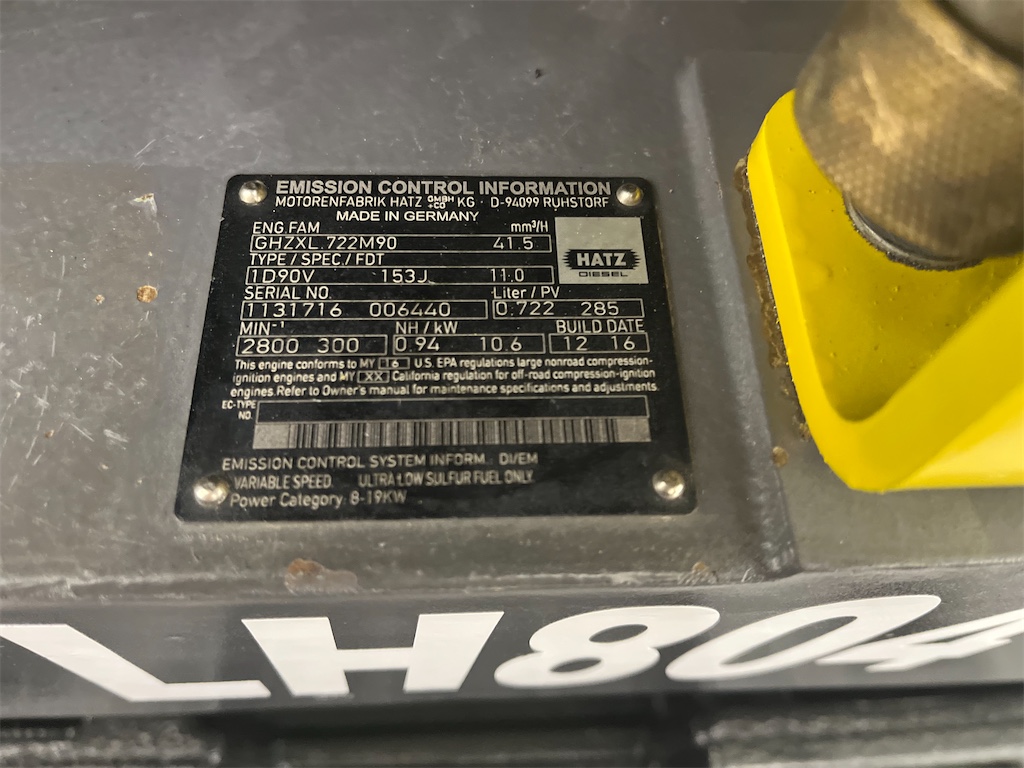 EMISSION CONTROL INFORMATION
MOTORENFABRIK HATZ GMBH +CO KG · D-94099 RUHSTORF
MADE IN GERMANY
ENG.FAM mm³/H
GHZXL.722M90 41.5
HATZ
DIESEL
TYPE / SPEC./FDT
1D90V 153J 11.0
SERIAL NO. Liter / PV
1131716 006440 0.722 285
MIN-¹ NH / kW BUILD DATE
2800 300 0.94 10.6 12 16
This engine conforms to MY 16 U.S. EPA regulations large nonroad compression-
ignition engines and MY XX California regulation for off-road compression-ignition
engines. Refer to Owner's manual for maintenance specifications and adjustments.
EC-TYPE
NO.
EMISSION CONTROL SYSTEM INFORM. DI/EM
VARIABLE SPEED. ULTRA LOW SULFUR FUEL ONLY
Power Category: 8-19KW
LH804